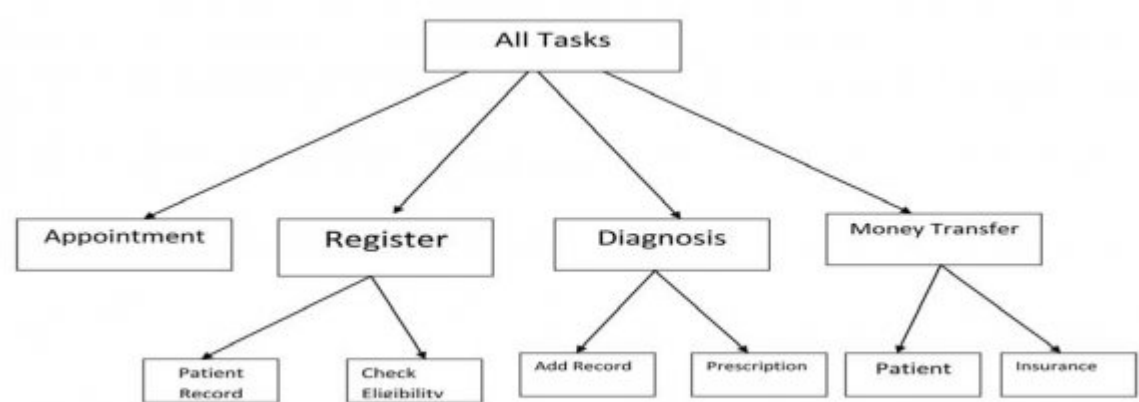 All Tasks
Appointment
Register
Diagnosis
Money Transfer
Patient
Record
Check
Eligibility
Add Record
Prescription
Patient
Insurance